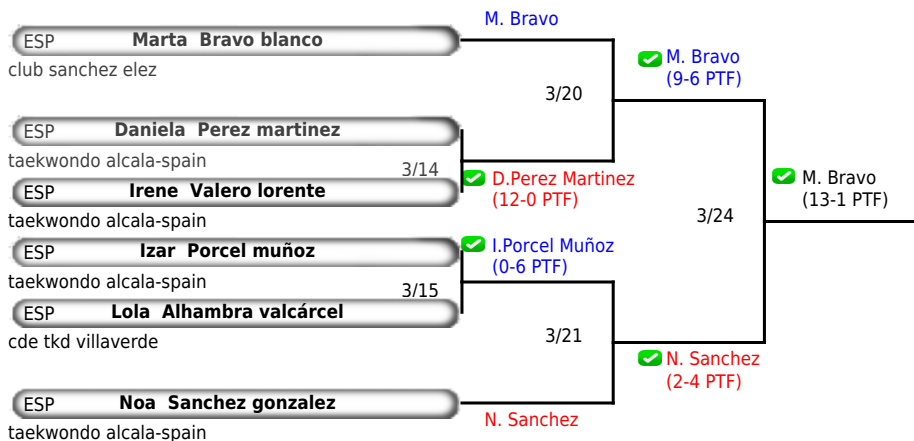 M. Bravo
ESP Marta Bravo blanco
club sanchez elez
M. Bravo
(9-6 PTF)
3/20
ESP Daniela Perez martinez
taekwondo alcala-spain
3/14
D.Perez Martinez
(12-0 PTF)
ESP Irene Valero lorente
taekwondo alcala-spain
M. Bravo
(13-1 PTF)
3/24
ESP Izar Porcel muñoz
taekwondo alcala-spain
I.Porcel Muñoz
(0-6 PTF)
3/15
ESP Lola Alhambra valcárcel
cde tkd villaverde
3/21
N. Sanchez
(2-4 PTF)
ESP Noa Sanchez gonzalez
taekwondo alcala-spain
N. Sanchez